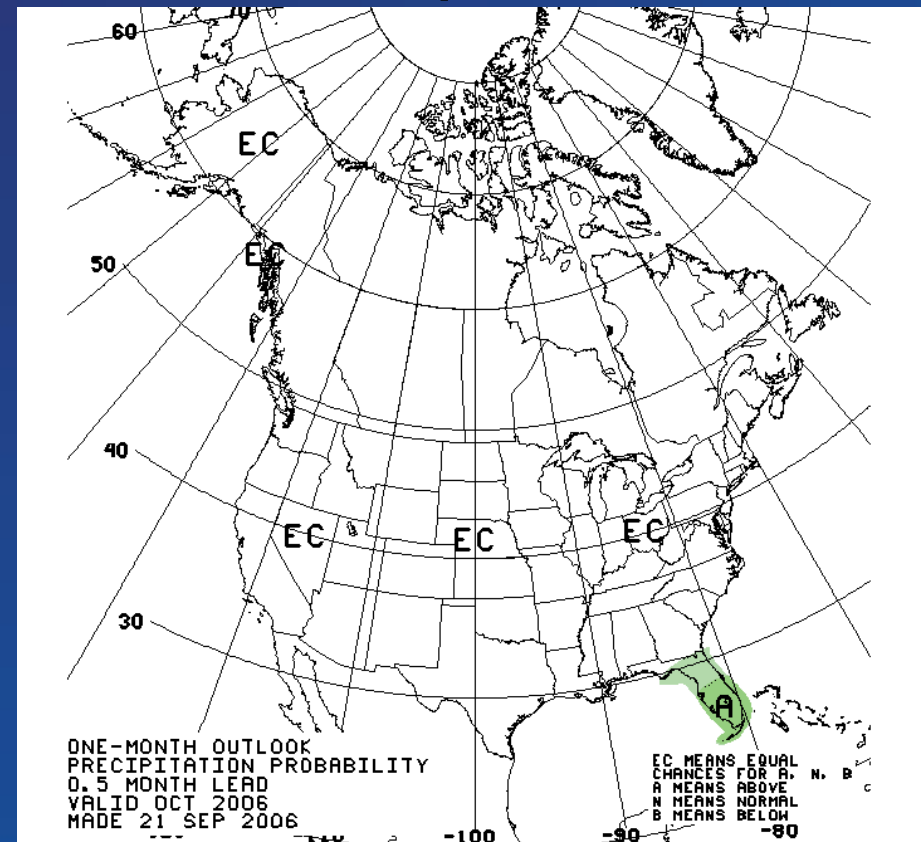 70
60
EC
EC
50
40
EC
EC
EC
30
A
ONE-MONTH OUTLOOK
PRECIPITATION PROBABILITY
0.5 MONTH LEAD
VALID OCT 2006
MADE 21 SEP 2006
EC MEANS EQUAL
CHANCES FOR A, N, B
A MEANS ABOVE
N MEANS NORMAL
B MEANS BELOW
-100
-90
-80